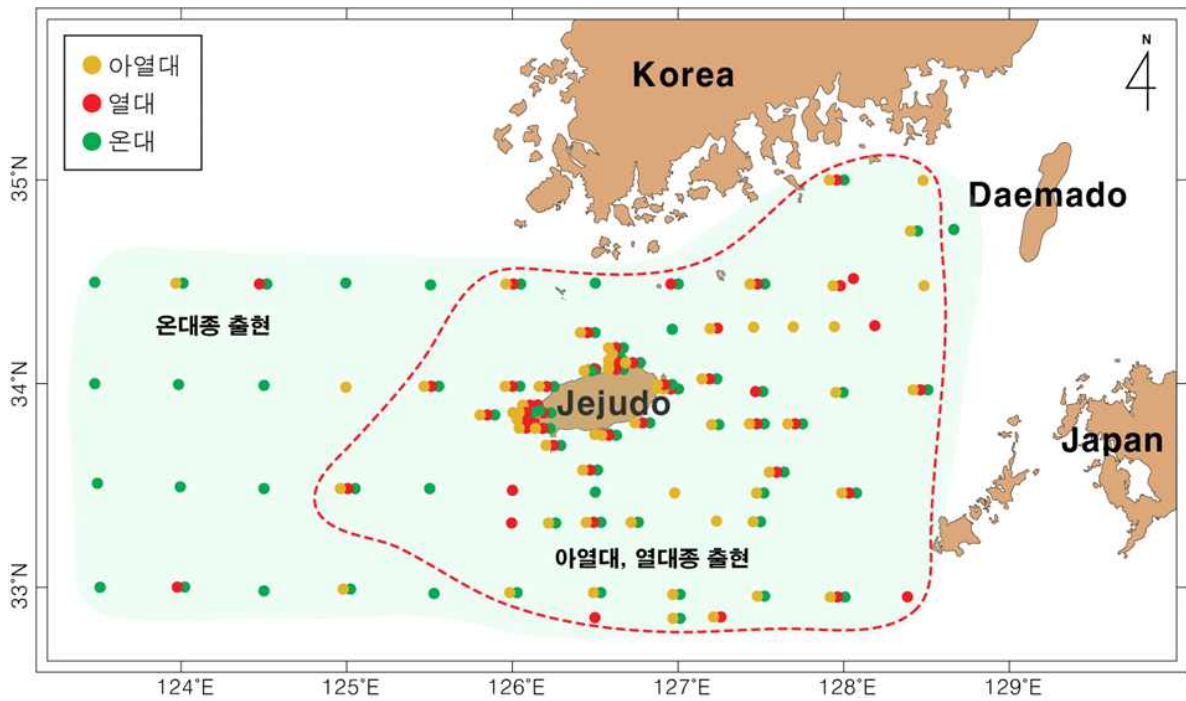 아열대
열대
온대
Korea
N
Daemado
온대종 출현
Jejudo
Japan
아열대, 열대종 출현
35°N
34°N
33°N
124°E
125°E
126°E
127°E
128°E
129°E